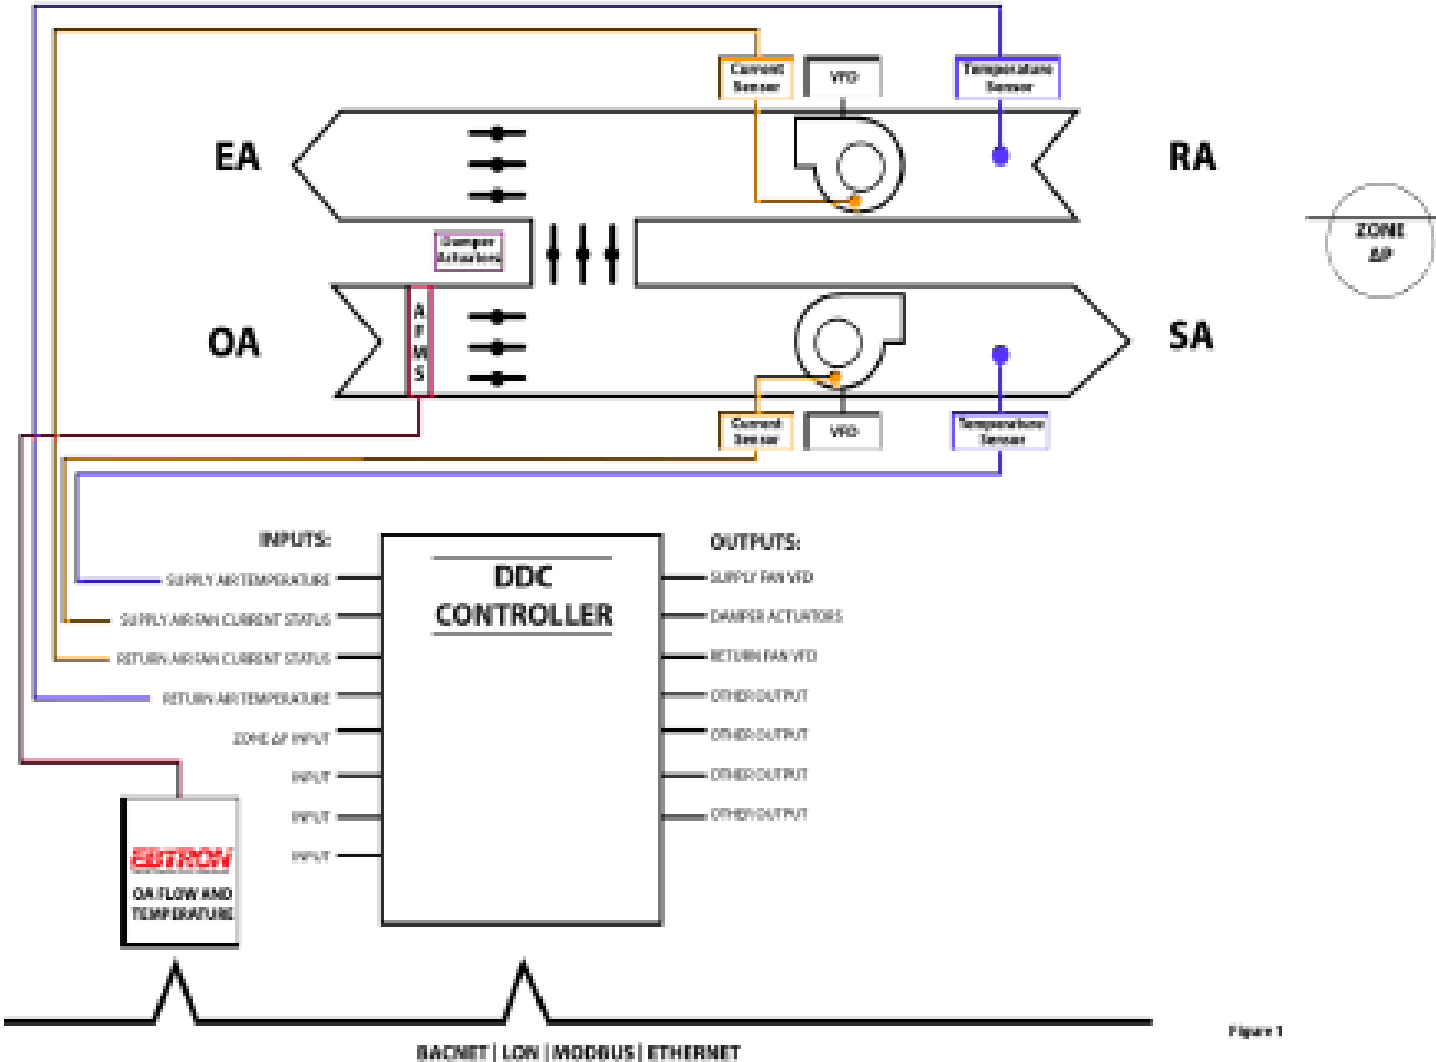 Current
Sensor
VFD
Temperature
Sensor
EA
RA
Damper
Actuators
ZONE
ΔP
OA
A
F
M
S
SA
Current
Sensor
VFD
Temperature
Sensor
INPUTS:
OUTPUTS:
DDC
CONTROLLER
SUPPLY AIR TEMPERATURE
SUPPLY AIR FAN CURRENT STATUS
RETURN AIR FAN CURRENT STATUS
RETURN AIR TEMPERATURE
ZONE ΔP INPUT
INPUT
INPUT
INPUT
SUPPLY FAN VFD
DAMPER ACTUATORS
RETURN FAN VFD
OTHER OUTPUT
OTHER OUTPUT
OTHER OUTPUT
OTHER OUTPUT
EBTRON
OA FLOW AND
TEMPERATURE
BACNET | LON | MODBUS | ETHERNET
Figure 1